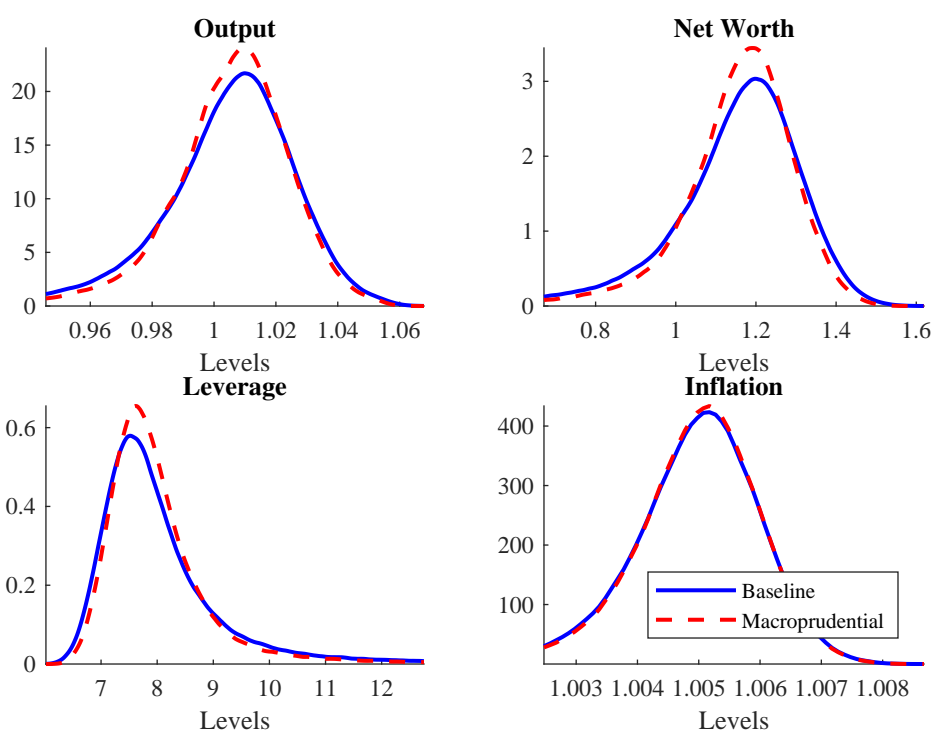 Output
20
15
10
5
0
0.96 0.98 1 1.02 1.04 1.06
Levels
Net Worth
3
2
1
0
0.8 1 1.2 1.4 1.6
Levels
Leverage
0.6
0.4
0.2
0
7 8 9 10 11 12
Levels
Inflation
400
300
200
100
1.003 1.004 1.005 1.006 1.007 1.008
Levels
Baseline
Macroprudential